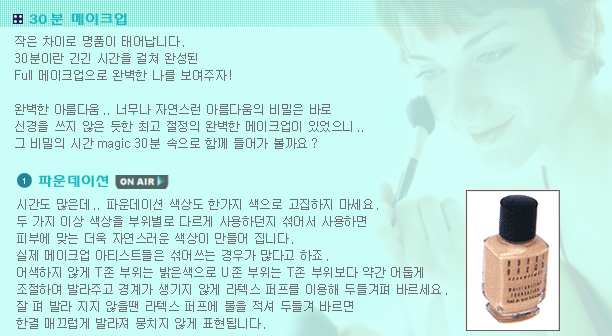 30분 메이크업
작은 차이로 명품이 태어납니다.
30분이란 긴긴 시간을 걸쳐 완성된
Full 메이크업으로 완벽한 나를 보여주자!
완벽한 아름다움 .. 너무나 자연스런 아름다움의 비밀은 바로
신경을 쓰지 않은 듯한 최고 절정의 완벽한 메이크업이 있었으니 ..
그 비밀의 시간 magic 30분 속으로 함께 들어가 볼까요 ?
1 파운데이션 ON AIR
시간도 많은데 .. 파운데이션 색상도 한가지 색으로 고집하지 마세요.
두 가지 이상 색상을 부위별로 다르게 사용하던지 섞어서 사용하면
피부에 맞는 더욱 자연스러운 색상이 만들어 집니다.
실제 메이크업 아티스트들은 섞어쓰는 경우가 많다고 하죠 .
어색하지 않게 T존 부위는 밝은색으로 U존 부위는 T존 부위보다 약간 어둡게
조절하여 발라주고 경계가 생기지 않게 라텍스 퍼프를 이용해 두들겨펴 바르세요 .
잘 펴 발라 지지 않을땐 라텍스 퍼프에 물을 적셔 두들겨 바르면
한결 매끄럽게 발라져 뭉치지 않게 표현됩니다.